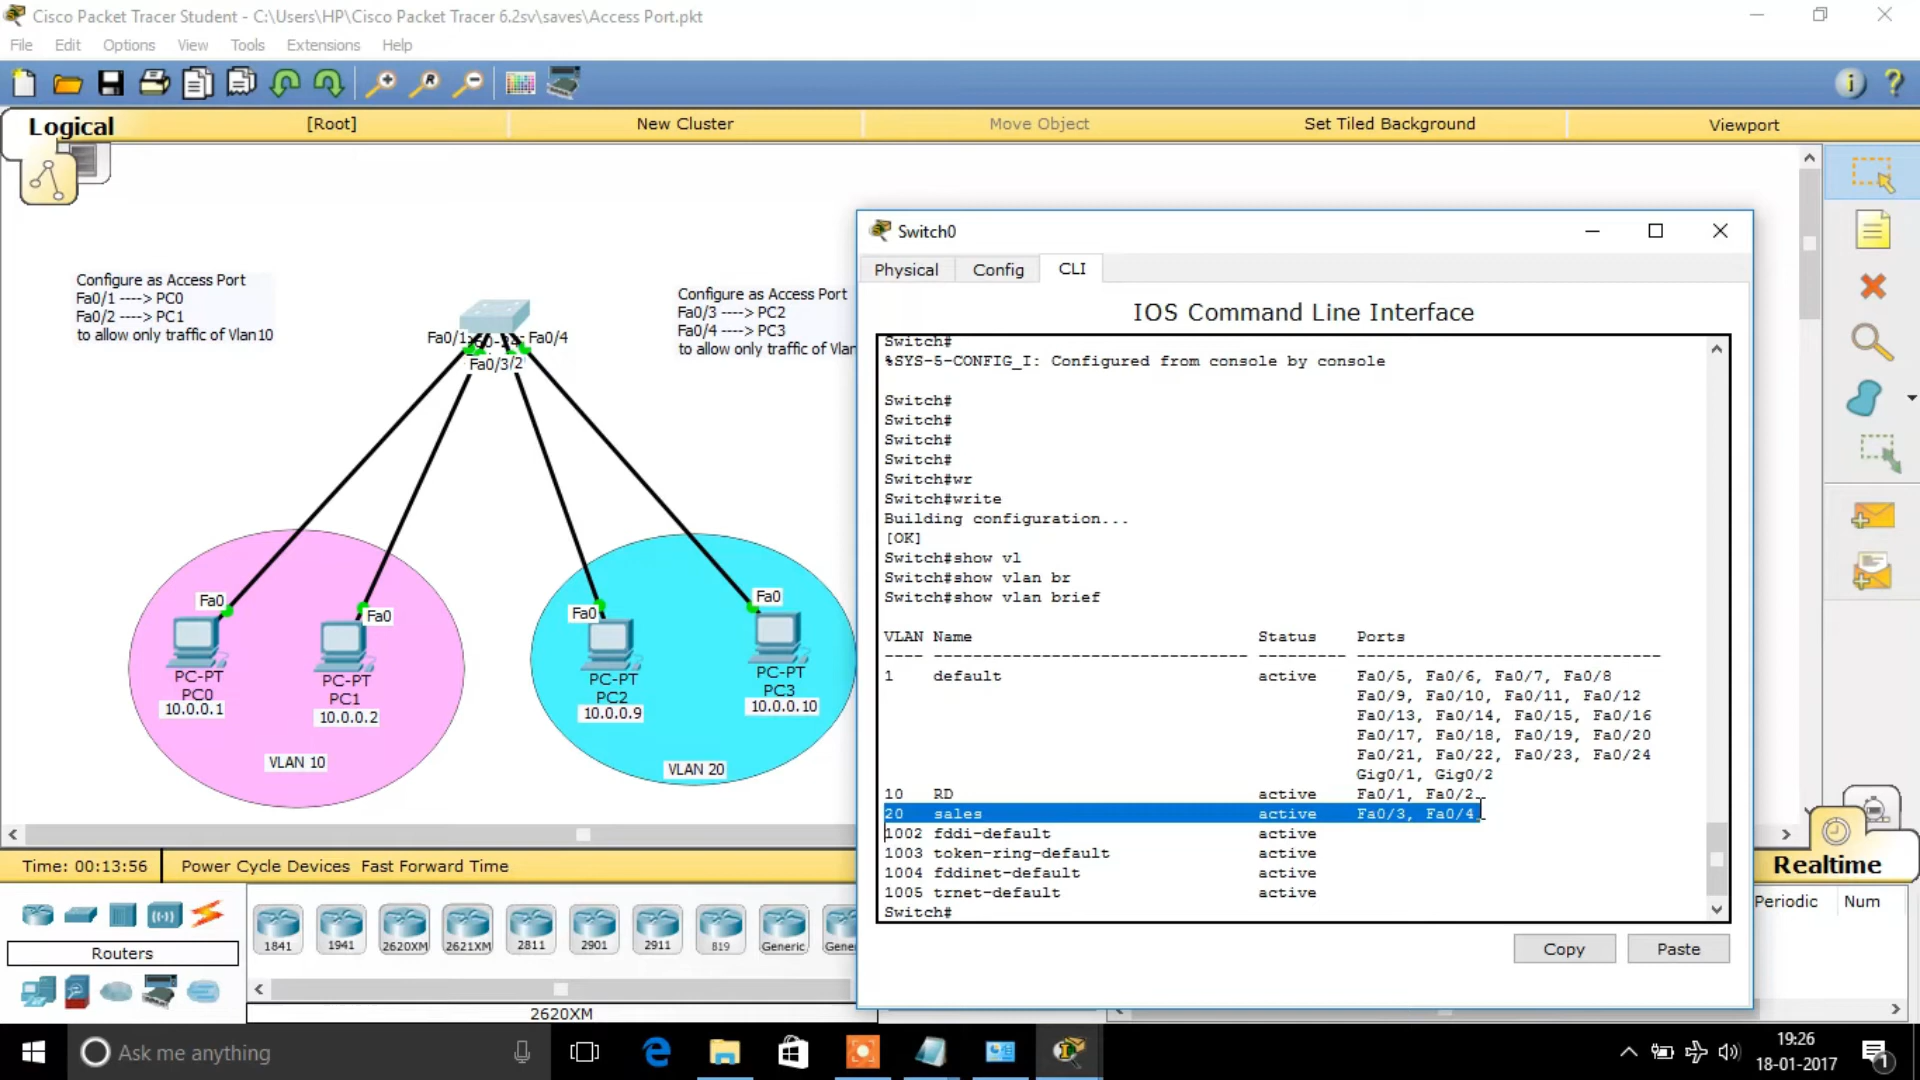 Cisco Packet Tracer Student - C:\Users\HP\Cisco Packet Tracer 6.2sv\saves\Access Port.pkt
File Edit Options View Tools Extensions Help
Logical [Root] New Cluster Move Object Set Tiled Background Viewport
Configure as Access Port
Fa0/1 ----> PC0
Fa0/2 ----> PC1
to allow only traffic of Vlan10
Configure as Access Port
Fa0/3 ----> PC2
Fa0/4 ----> PC3
to allow only traffic of Vlan
Fa0/1
Fa0/4
Fa0/3
Fa0
Fa0
Fa0
Fa0
PC-PT
PC0
10.0.0.1
PC-PT
PC1
10.0.0.2
PC-PT
PC2
10.0.0.9
PC-PT
PC3
10.0.0.10
VLAN 10
VLAN 20
Switch0
Physical Config CLI
IOS Command Line Interface
Switch#
%SYS-5-CONFIG_I: Configured from console by console
Switch#
Switch#
Switch#
Switch#
Switch#wr
Switch#write
Building configuration...
[OK]
Switch#show vl
Switch#show vlan br
Switch#show vlan brief
VLAN Name Status Ports
---- -------------------------------- --------- -------------------------------
1 default active Fa0/5, Fa0/6, Fa0/7, Fa0/8
Fa0/9, Fa0/10, Fa0/11, Fa0/12
Fa0/13, Fa0/14, Fa0/15, Fa0/16
Fa0/17, Fa0/18, Fa0/19, Fa0/20
Fa0/21, Fa0/22, Fa0/23, Fa0/24
Gig0/1, Gig0/2
10 RD active Fa0/1, Fa0/2
20 sales active Fa0/3, Fa0/4
1002 fddi-default active
1003 token-ring-default active
1004 fddinet-default active
1005 trnet-default active
Switch#
Copy Paste
Time: 00:13:56 Power Cycle Devices Fast Forward Time
Realtime
Periodic Num
1841 1941 2620XM 2621XM 2811 2901 2911 819 Generic Gene
Routers
2620XM
Ask me anything
19:26
18-01-2017
1